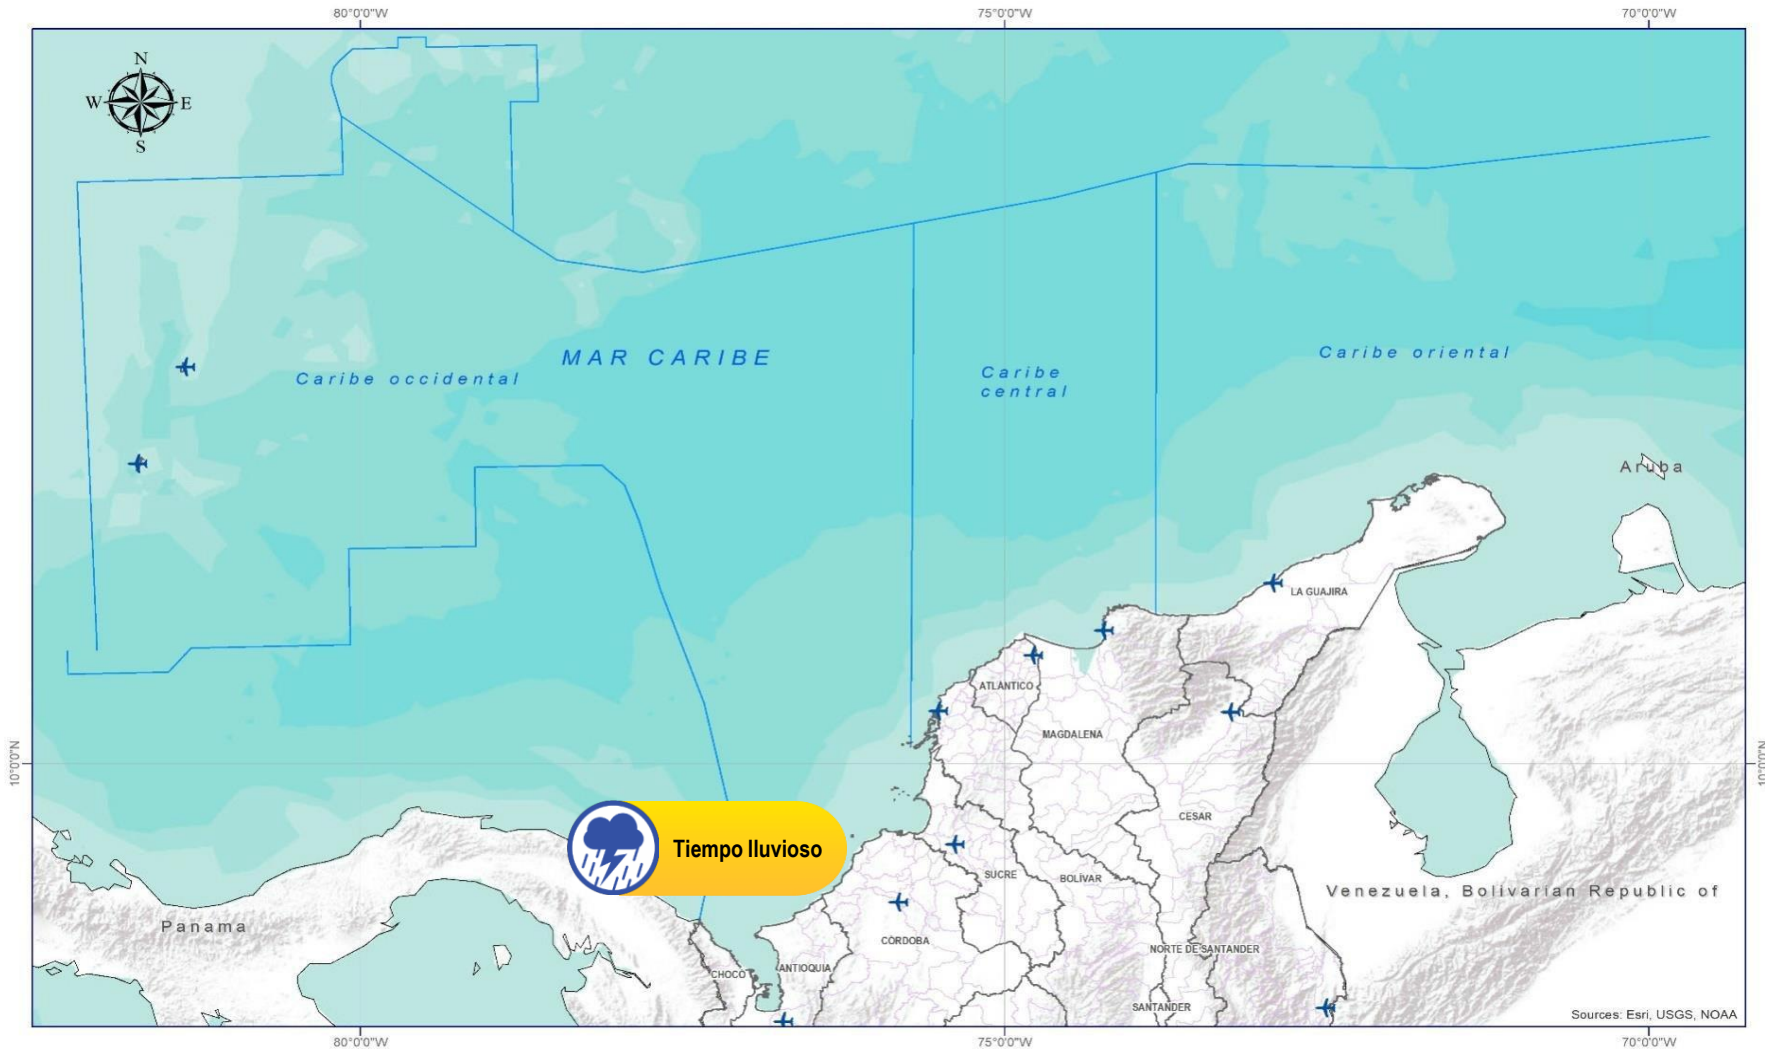 80°0'0"W
75°0'0"W
70°0'0"W
N
W
E
S
MAR CARIBE
Caribe occidental
Caribe
central
Caribe oriental
Aruba
LA GUAJIRA
ATLANTICO
MAGDALENA
10°0'0"N
10°0'0"N
CESAR
Tiempo lluvioso
SUCRE
BOLÍVAR
Venezuela, Bolivarian Republic of
Panama
CÓRDOBA
NORTE DE SANTANDER
CHOCO
ANTIOQUIA
SANTANDER
Sources: Esri, USGS, NOAA
80°0'0"W
75°0'0"W
70°0'0"W